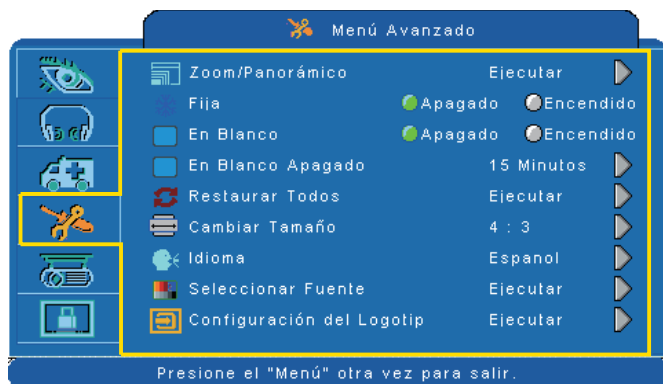 Menú Avanzado
Zoom/Panorámico Ejecutar
Fija Apagado Encendido
En Blanco Apagado Encendido
En Blanco Apagado 15 Minutos
Restaurar Todos Ejecutar
Cambiar Tamaño 4 : 3
Idioma Espanol
Seleccionar Fuente Ejecutar
Configuración del Logotip Ejecutar
Presione el "Menú" otra vez para salir.